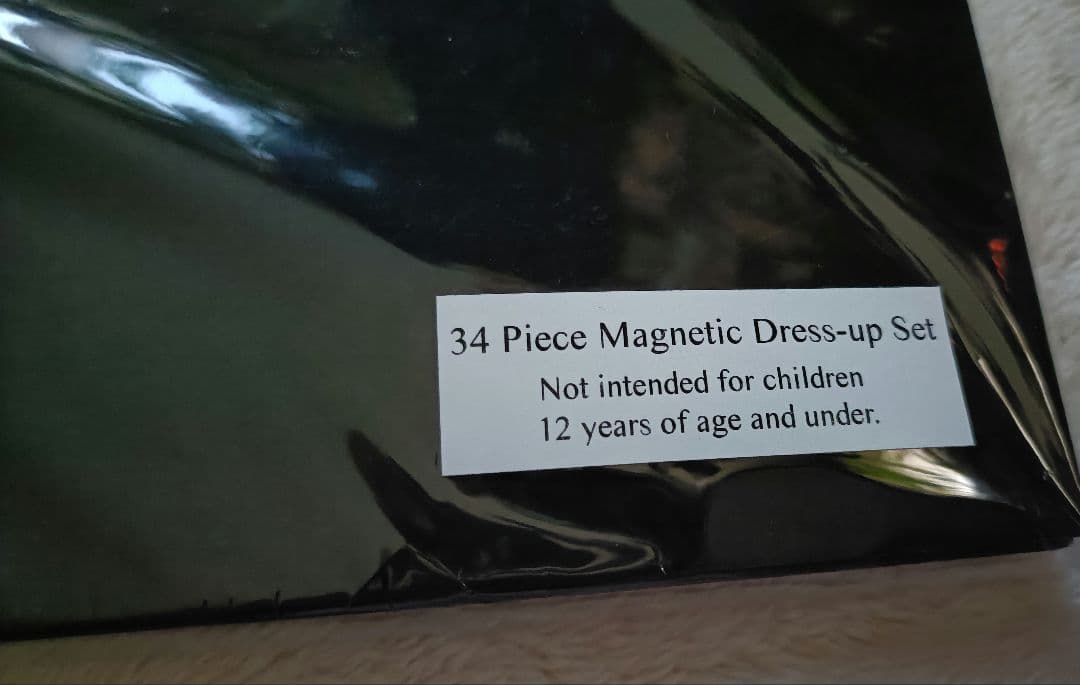 34 Piece Magnetic Dress-up Set
Not intended for children
12 years of age and under.